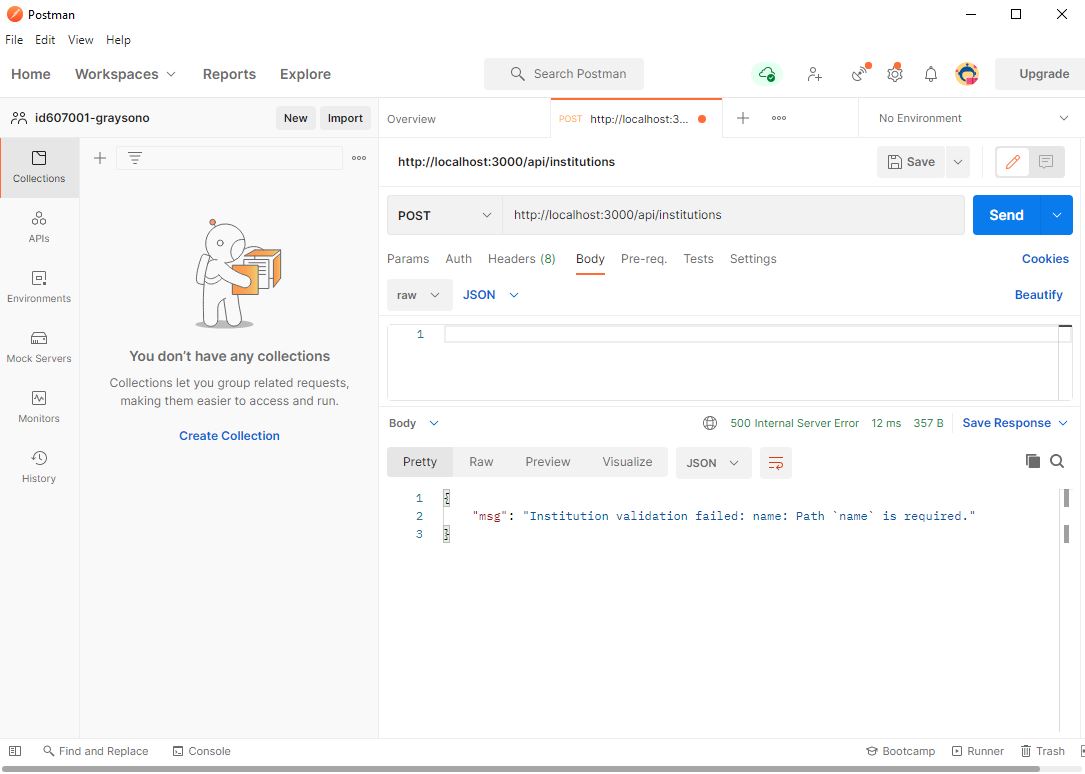 Postman
File Edit View Help
Home Workspaces Reports Explore Search Postman Upgrade
id607001-graysono New Import
Overview POST http://localhost:3... No Environment
Collections
APIs
Environments
Mock Servers
Monitors
History
You don't have any collections
Collections let you group related requests,
making them easier to access and run.
Create Collection
http://localhost:3000/api/institutions Save
POST http://localhost:3000/api/institutions Send
Params Auth Headers (8) Body Pre-req. Tests Settings Cookies
raw JSON Beautify
1
Body 500 Internal Server Error 12 ms 357 B Save Response
Pretty Raw Preview Visualize JSON
1 {
2 "msg": "Institution validation failed: name: Path `name` is required."
3 }
Find and Replace Console Bootcamp Runner Trash